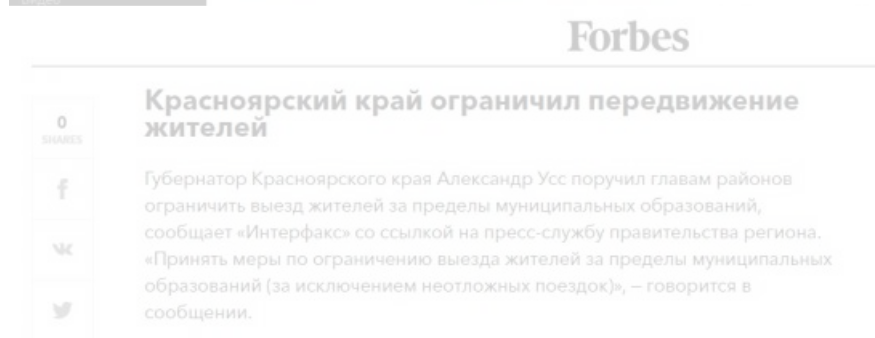 Forbes
Красноярский край ограничил передвижение
жителей
0
SHARES
Губернатор Красноярского края Александр Усс поручил главам районов
ограничить выезд жителей за пределы муниципальных образований,
сообщает «Интерфакс» со ссылкой на пресс-службу правительства региона.
«Принять меры по ограничению выезда жителей за пределы муниципальных
образований (за исключением неотложных поездок)», – говорится в
сообщении.